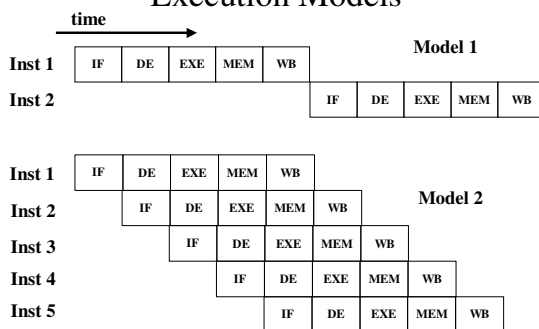 Execution Models
time
Model 1
Inst 1 IF DE EXE MEM WB
Inst 2 IF DE EXE MEM WB
Inst 1 IF DE EXE MEM WB
Model 2
Inst 2 IF DE EXE MEM WB
Inst 3 IF DE EXE MEM WB
Inst 4 IF DE EXE MEM WB
Inst 5 IF DE EXE MEM WB